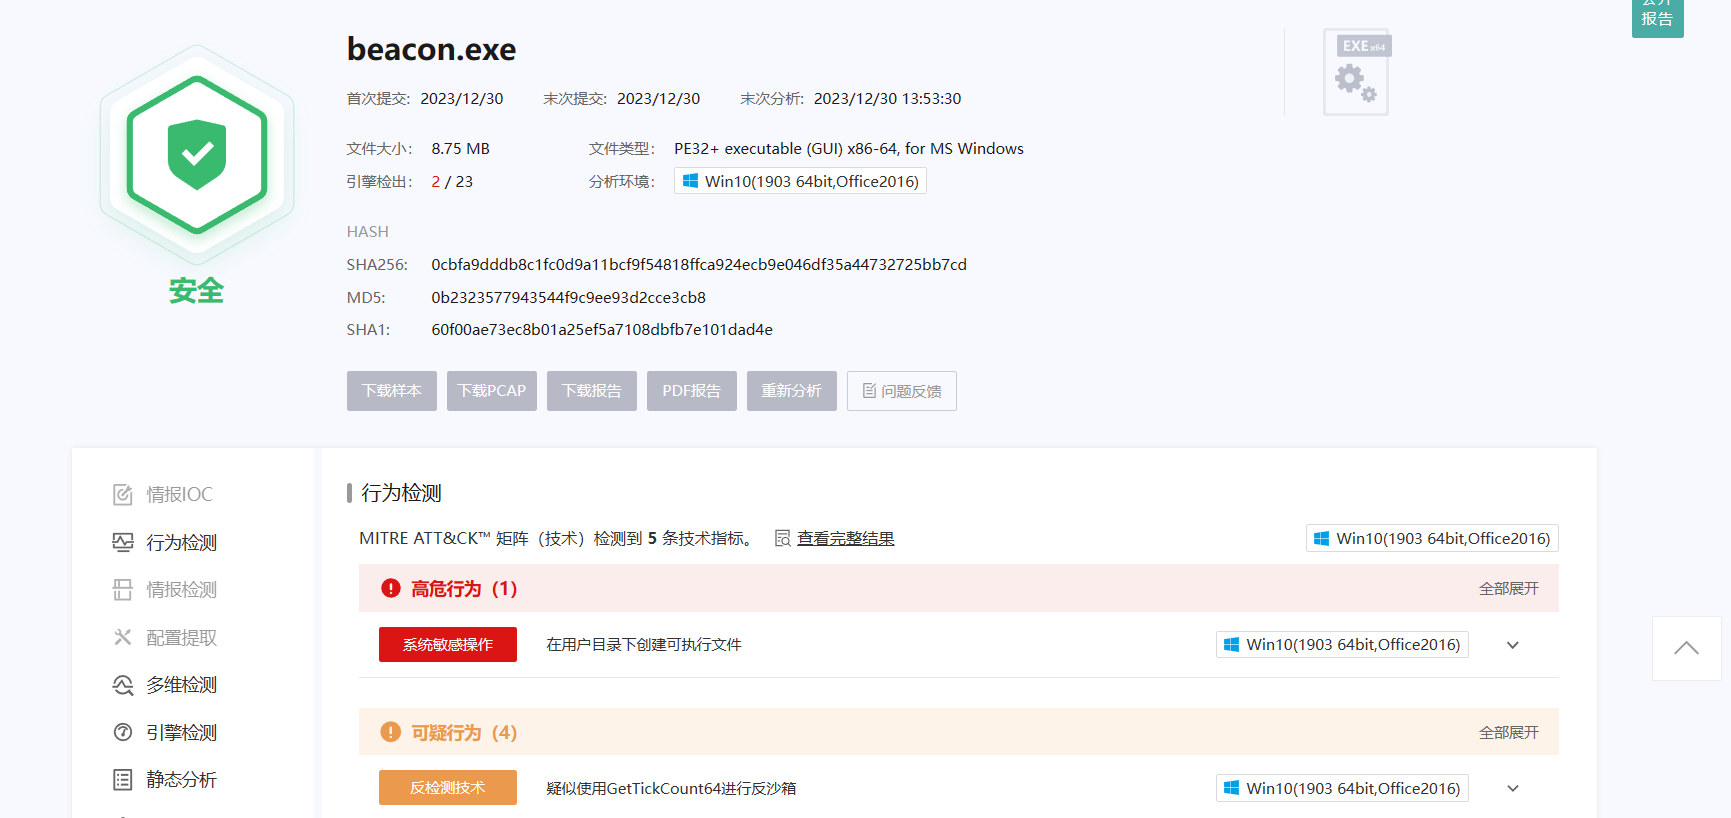 公开
报告
beacon.exe
EXE x64
首次提交: 2023/12/30 末次提交: 2023/12/30 末次分析: 2023/12/30 13:53:30
文件大小: 8.75 MB 文件类型: PE32+ executable (GUI) x86-64, for MS Windows
引擎检出: 2 / 23 分析环境: Win10(1903 64bit,Office2016)
安全
HASH
SHA256: 0cbfa9dddb8c1fc0d9a11bcf9f54818ffca924ecb9e046df35a44732725bb7cd
MD5: 0b2323577943544f9c9ee93d2cce3cb8
SHA1: 60f00ae73ec8b01a25ef5a7108dbfb7e101dad4e
下载样本 下载PCAP 下载报告 PDF报告 重新分析 问题反馈
情报IOC
行为检测
情报检测
配置提取
多维检测
引擎检测
静态分析
行为检测
MITRE ATT&CK™ 矩阵（技术）检测到 5 条技术指标。 查看完整结果 Win10(1903 64bit,Office2016)
高危行为（1） 全部展开
系统敏感操作 在用户目录下创建可执行文件 Win10(1903 64bit,Office2016)
可疑行为（4） 全部展开
反检测技术 疑似使用GetTickCount64进行反沙箱 Win10(1903 64bit,Office2016)